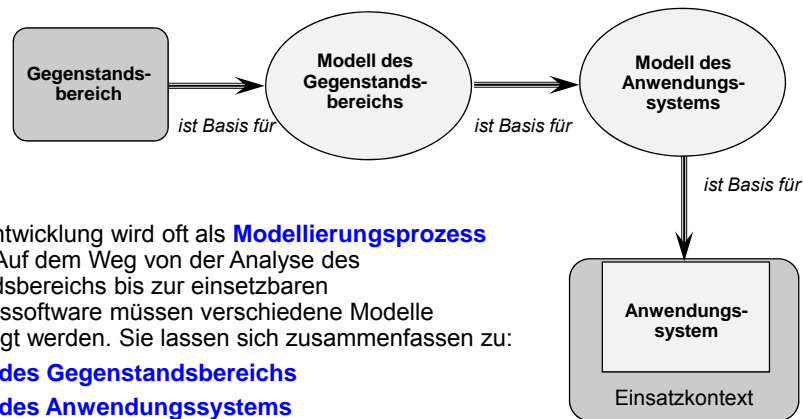 Gegenstands-
bereich
ist Basis für
Modell des
Gegenstands-
bereichs
ist Basis für
Modell des
Anwendungs-
systems
ist Basis für
ntwicklung wird oft als Modellierungsprozess
Auf dem Weg von der Analyse des
dsbereichs bis zur einsetzbaren
ssoftware müssen verschiedene Modelle
gt werden. Sie lassen sich zusammenfassen zu:
des Gegenstandsbereichs
des Anwendungssystems
Anwendungs-
system
Einsatzkontext